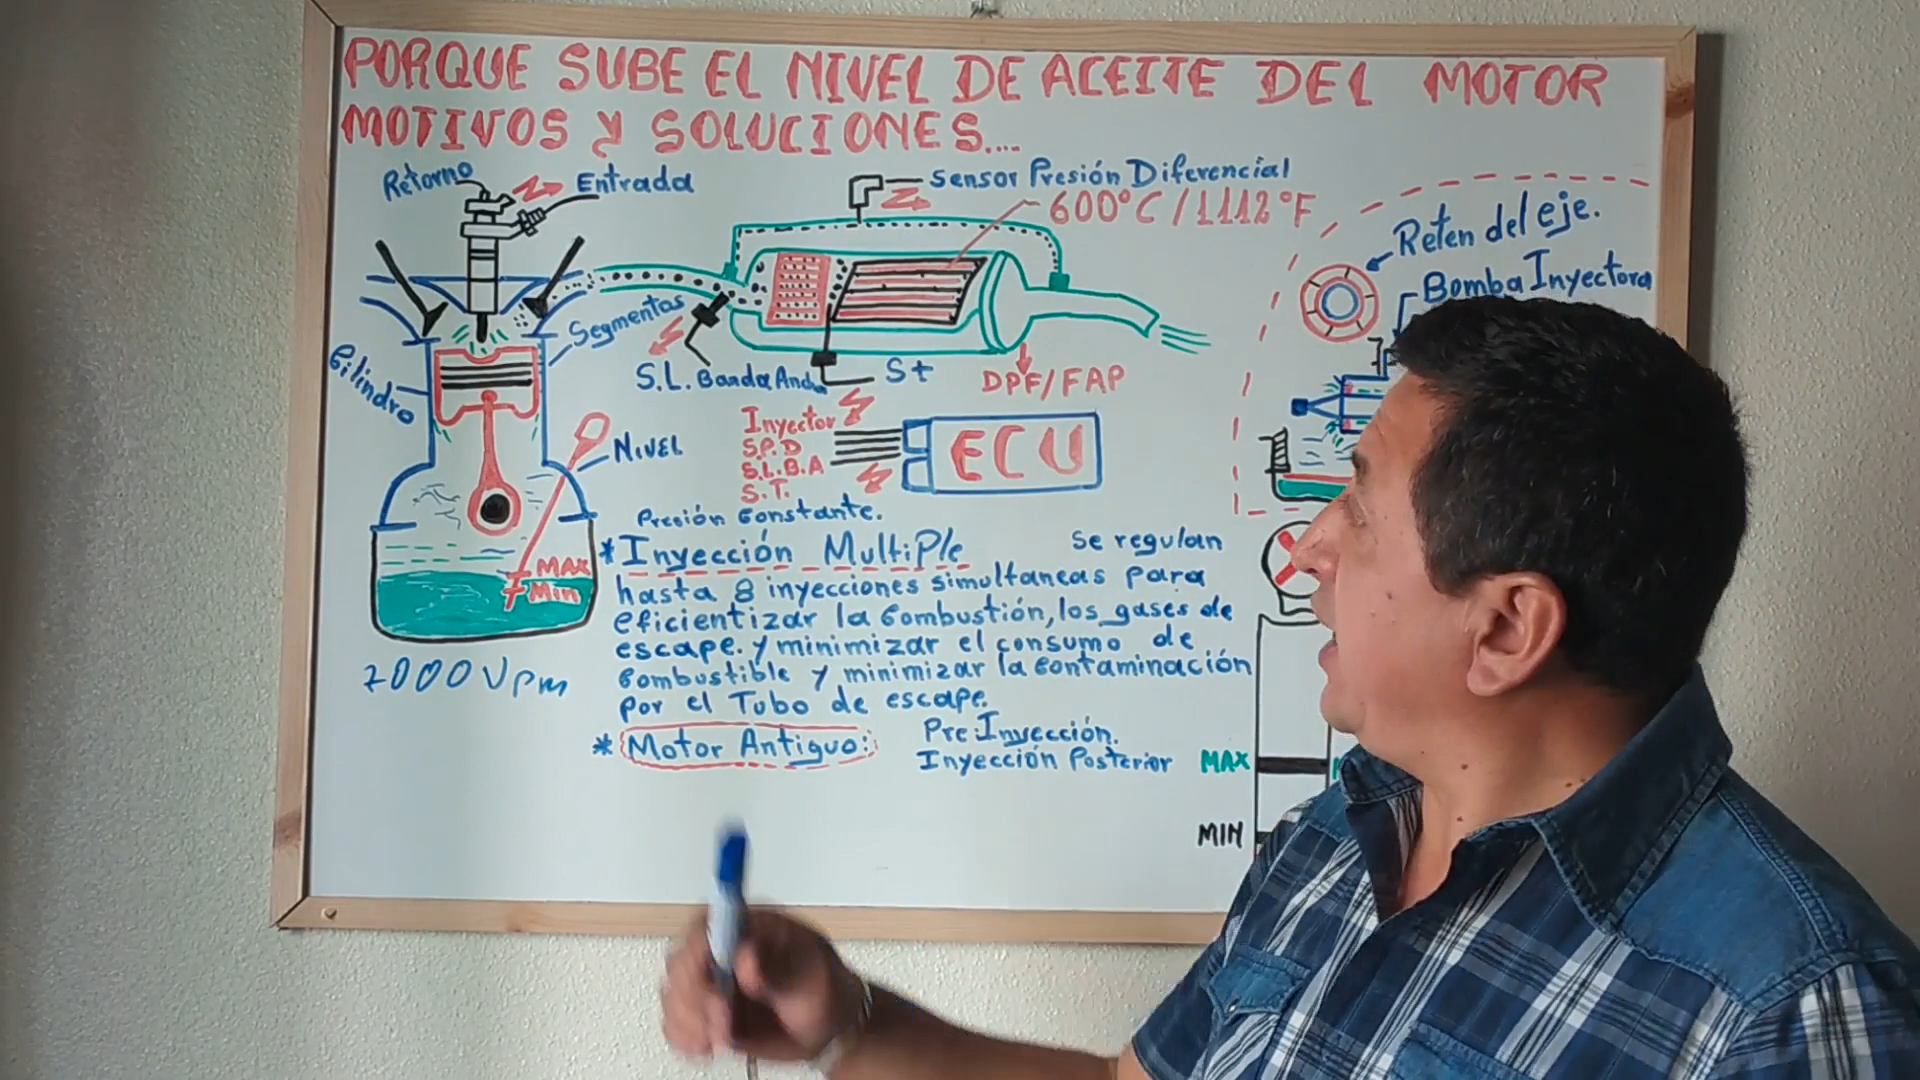 PORQUE SUBE EL NIVEL DE ACEITE DEL MOTOR
MOTIVOS Y SOLUCIONES....
Retorno
Entrada
Sensor Presión Diferencial
600°C / 1112°F
Reten del eje.
Bomba Inyectora
Segmentos
Cilindro
S.L. Banda Ancha
St
DPF/FAP
Nivel
Inyector
S.P.D
S.L.B.A
S.T.
ECU
MAX
Min
Presión Constante.
* Inyección Multiple
Se regulan
hasta 8 inyecciones simultaneas para
eficientizar la combustión, los gases de
escape. y minimizar el consumo de
combustible y minimizar la contaminación
por el Tubo de escape.
2000 Vpm
* Motor Antiguo:
Pre Inyección.
Inyección Posterior
MAX
MIN